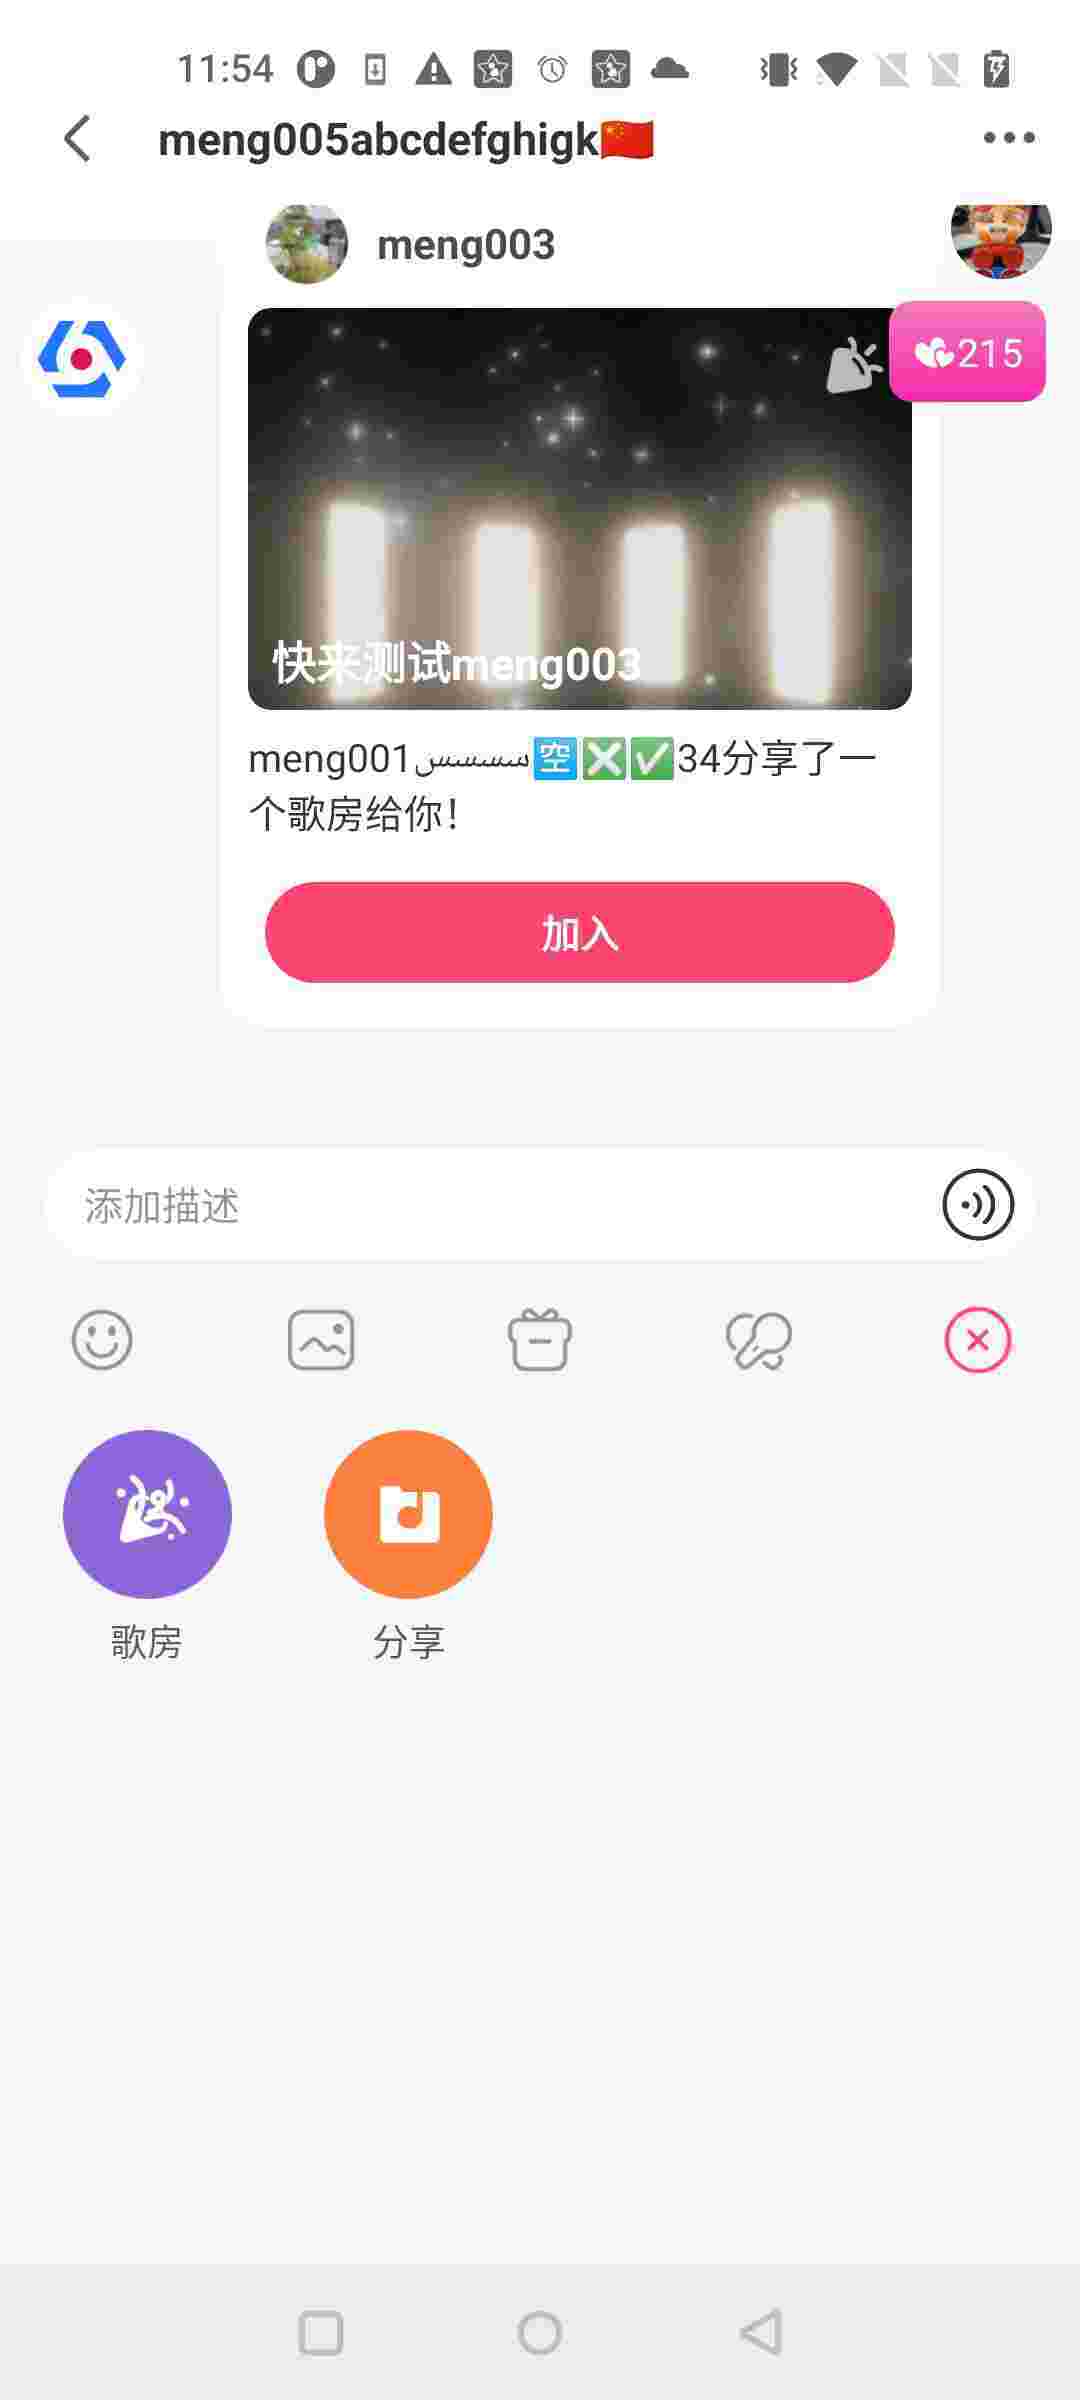 11:54
meng005abcdefghigk🇨🇳
meng003
215
快来测试meng003
meng001سسسس🈳❎✅34分享了一
个歌房给你!
加入
添加描述
歌房
分享